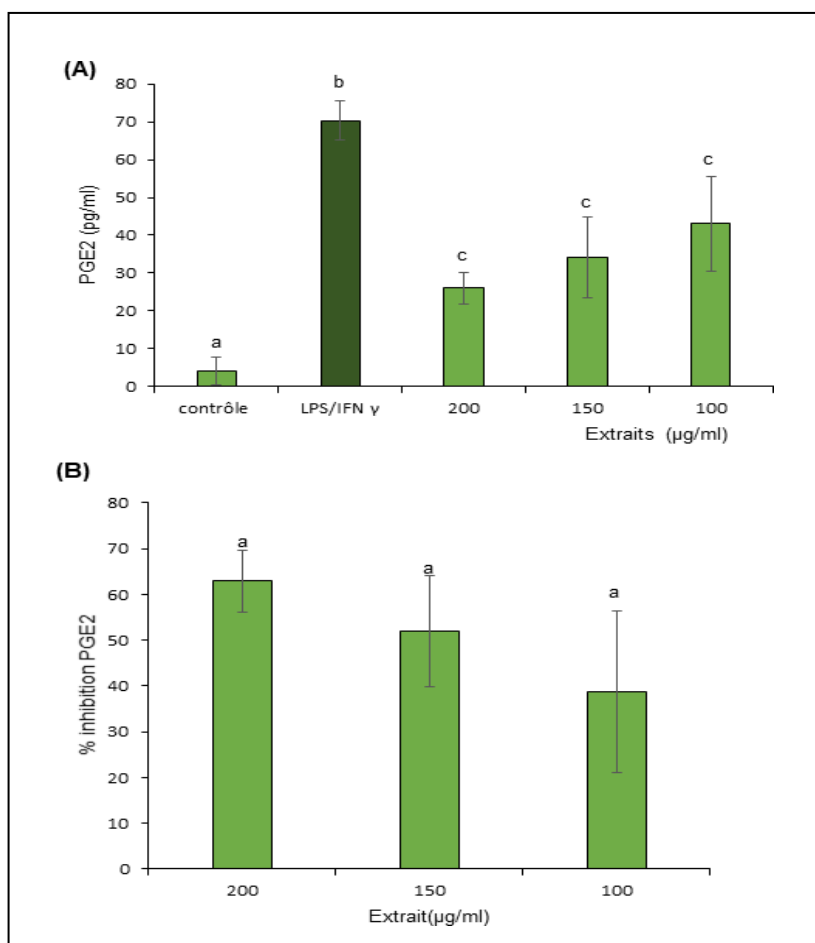 (A)
80
70
60
50
40
30
20
10
0
PGE2 (pg/ml)
a
b
c
c
c
contrôle LPS/IFN γ 200 150 100
Extraits (µg/ml)
(B)
80
70
60
50
40
30
20
10
0
% inhibition PGE2
a
a
a
200 150 100
Extrait(µg/ml)